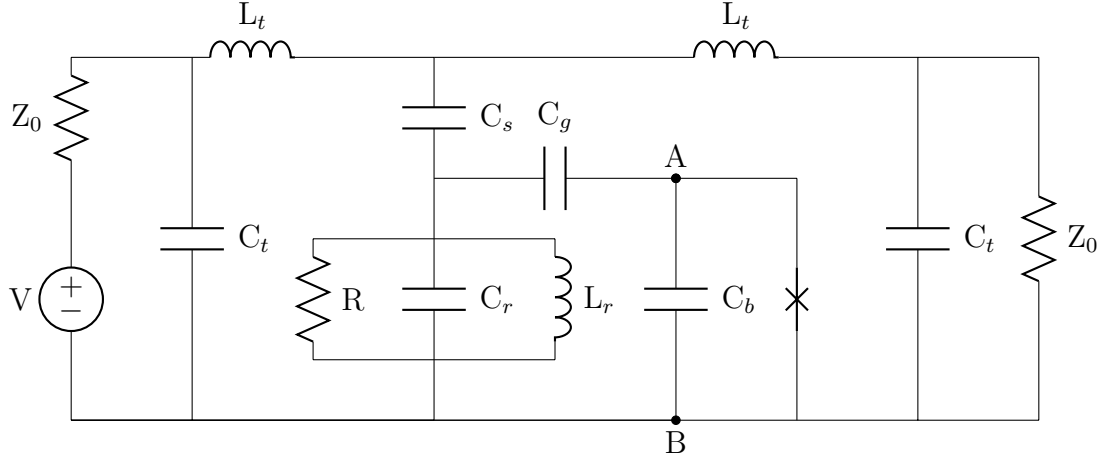 L_t L_t
Z_0 C_s C_g
A
C_t C_t Z_0
V + − R C_r L_r C_b
B